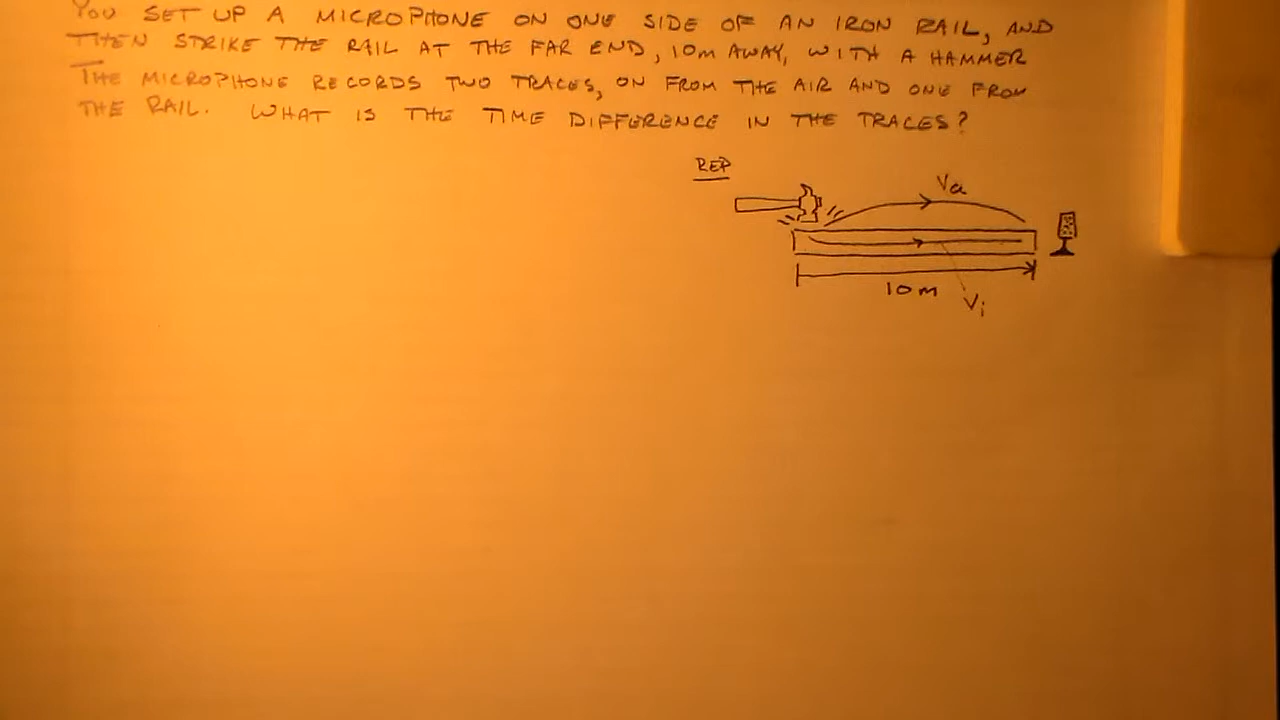 YOU SET UP A MICROPHONE ON ONE SIDE OF AN IRON RAIL, AND
THEN STRIKE THE RAIL AT THE FAR END, 10m AWAY, WITH A HAMMER
THE MICROPHONE RECORDS TWO TRACES, ON FROM THE AIR AND ONE FROM
THE RAIL. WHAT IS THE TIME DIFFERENCE IN THE TRACES?
REP
Va
10m
Vi